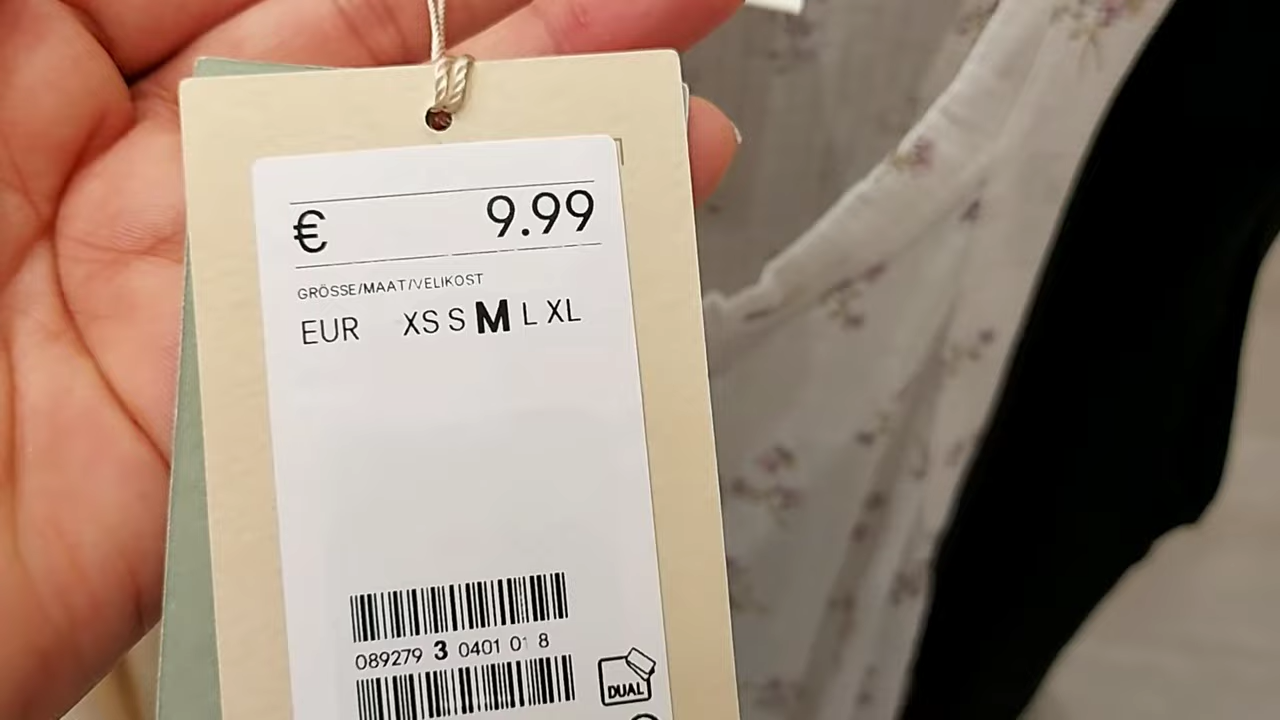 € 9.99
GRÖSSE/MAAT/VELIKOST
EUR XS S M L XL
089279 3 0401 01 8
DUAL